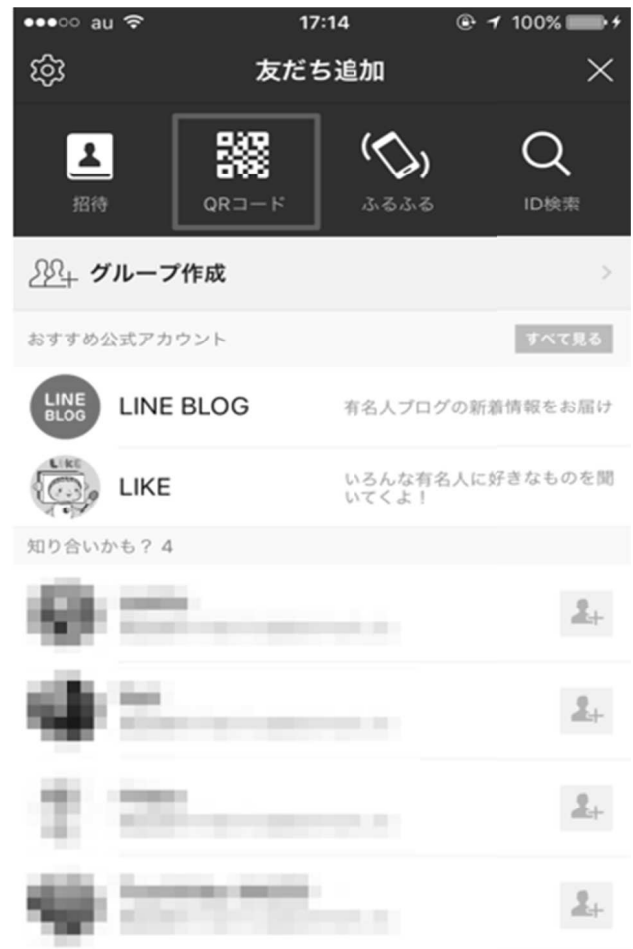 au 17:14 100%
友だち追加
招待 QRコード ふるふる ID検索
グループ作成
おすすめ公式アカウント すべて見る
LINE BLOG LINE BLOG 有名人ブログの新着情報をお届け
LIKE LIKE いろんな有名人に好きなものを聞
いてくよ！
知り合いかも？ 4